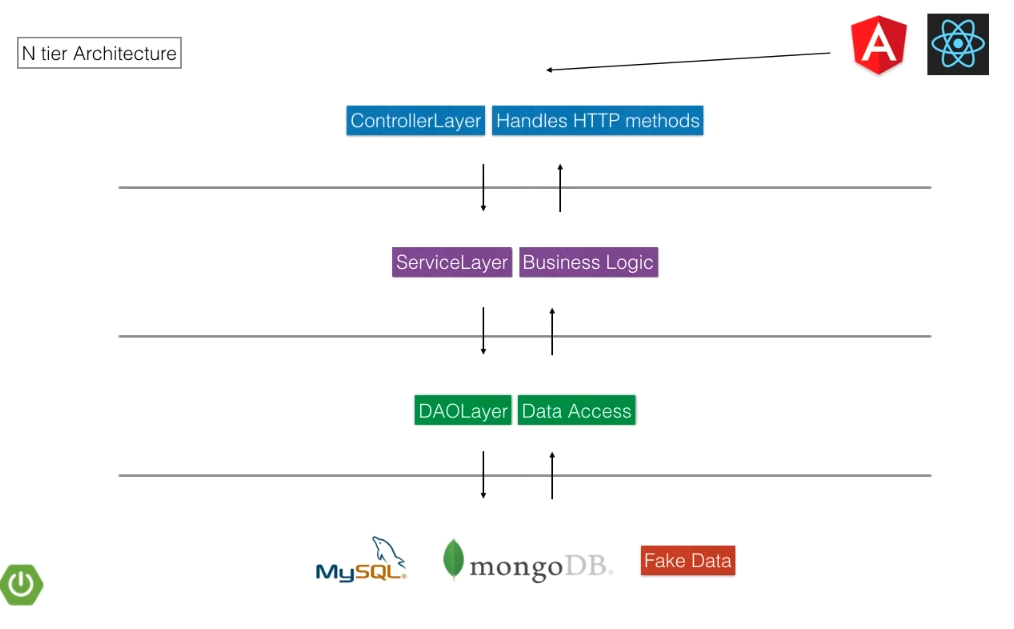 N tier Architecture
A
ControllerLayer Handles HTTP methods
ServiceLayer Business Logic
DAOLayer Data Access
MySQL® mongoDB® Fake Data